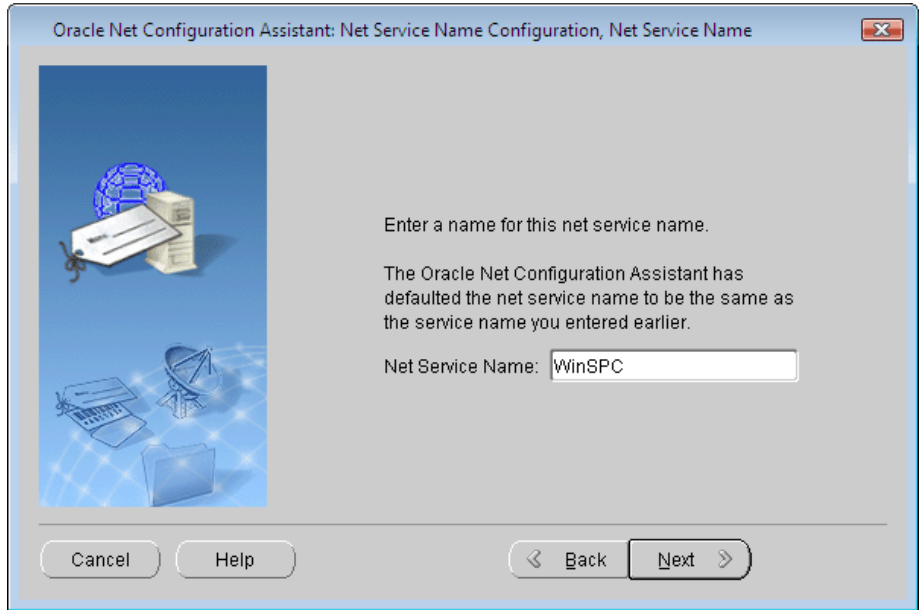 Oracle Net Configuration Assistant: Net Service Name Configuration, Net Service Name
Enter a name for this net service name.
The Oracle Net Configuration Assistant has
defaulted the net service name to be the same as
the service name you entered earlier.
Net Service Name: WinSPC
Cancel Help Back Next